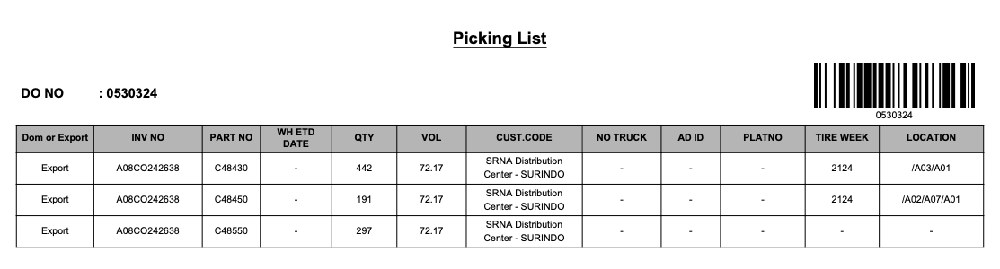 Picking List
DO NO : 0530324
0530324
Dom or Export INV NO PART NO WH ETD DATE QTY VOL CUST.CODE NO TRUCK AD ID PLATNO TIRE WEEK LOCATION
Export A08CO242638 C48430 - 442 72.17 SRNA Distribution Center - SURINDO - - - 2124 /A03/A01
Export A08CO242638 C48450 - 191 72.17 SRNA Distribution Center - SURINDO - - - 2124 /A02/A07/A01
Export A08CO242638 C48550 - 297 72.17 SRNA Distribution Center - SURINDO - - - - -